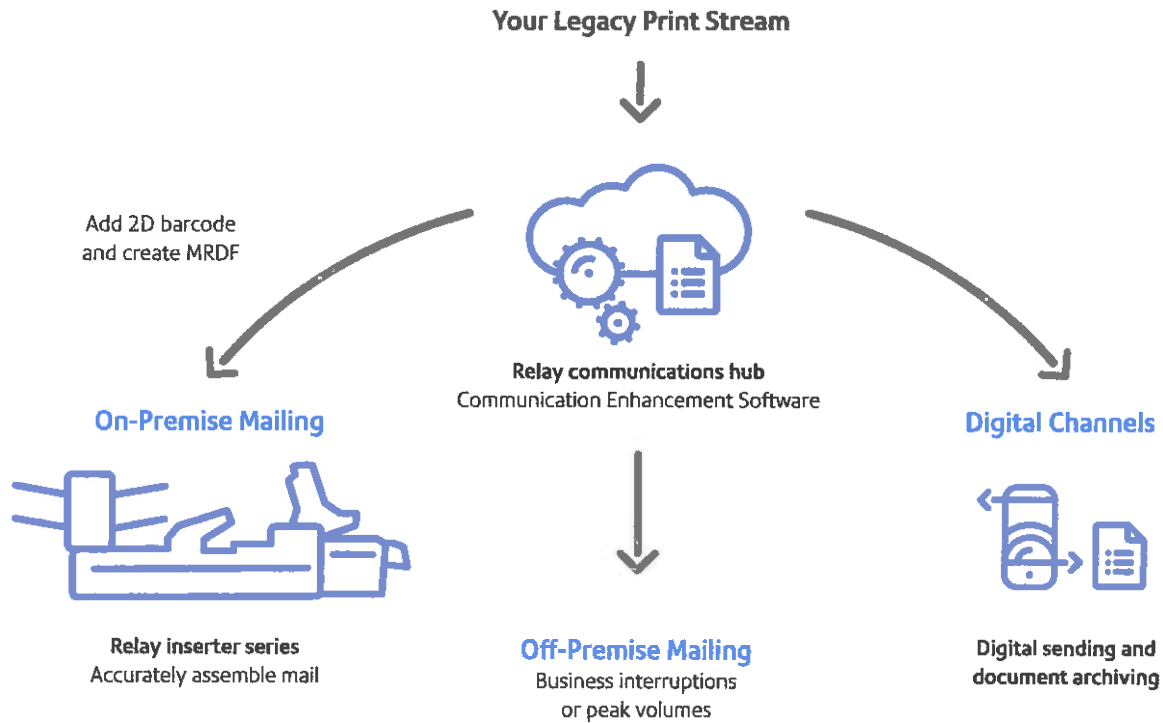 Your Legacy Print Stream
Add 2D barcode
and create MRDF
Relay communications hub
Communication Enhancement Software
On-Premise Mailing
Digital Channels
Relay inserter series
Accurately assemble mail
Off-Premise Mailing
Business interruptions
or peak volumes
Digital sending and
document archiving